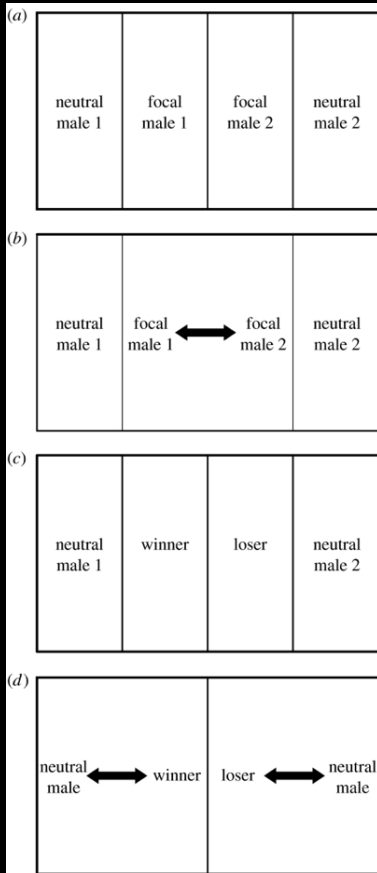 (a)
neutral focal focal neutral
male 1 male 1 male 2 male 2
(b)
neutral focal focal neutral
male 1 male 1 male 2 male 2
(c)
neutral winner loser neutral
male 1 male 2
(d)
neutral winner loser neutral
male male